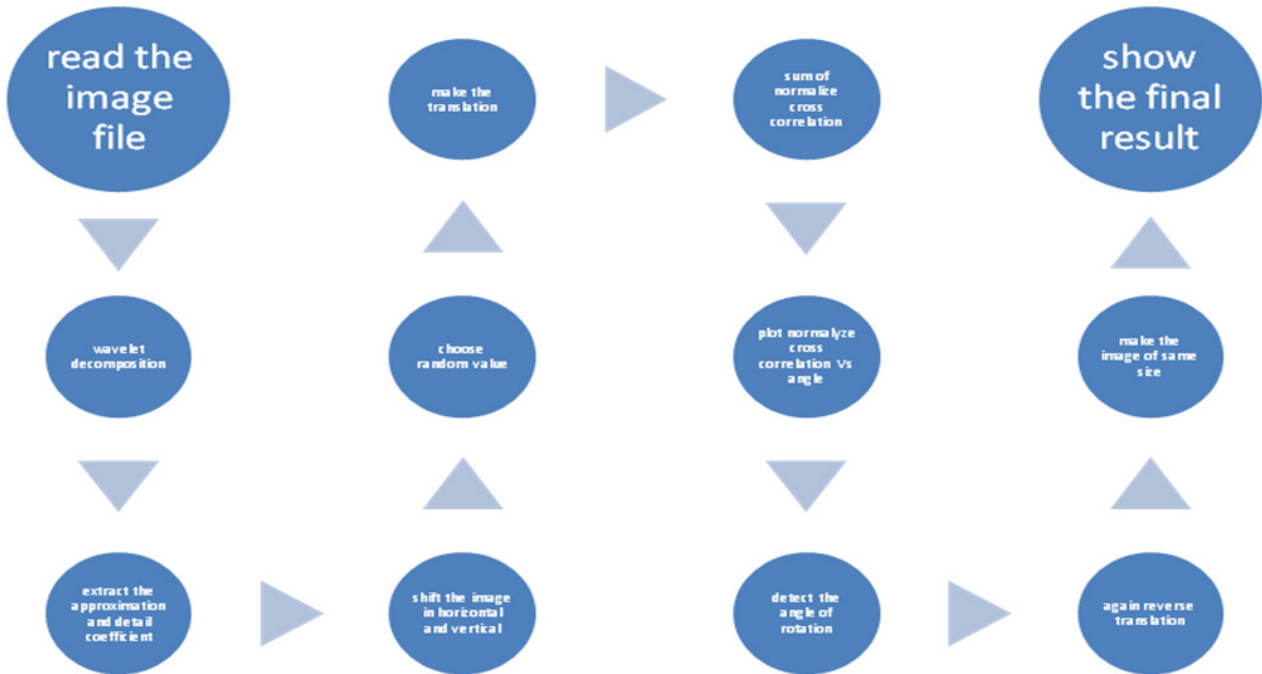 read the
image
file
wavelet
decomposition
extract the
approximation
and detail
coefficient
shift the image
in horizontal
and vertical
choose
random value
make the
translation
sum of
normalize
cross
correlation
plot normalyze
cross
correlation Vs
angle
detect the
angle of
rotation
again reverse
translation
make the
image of same
size
show
the final
result